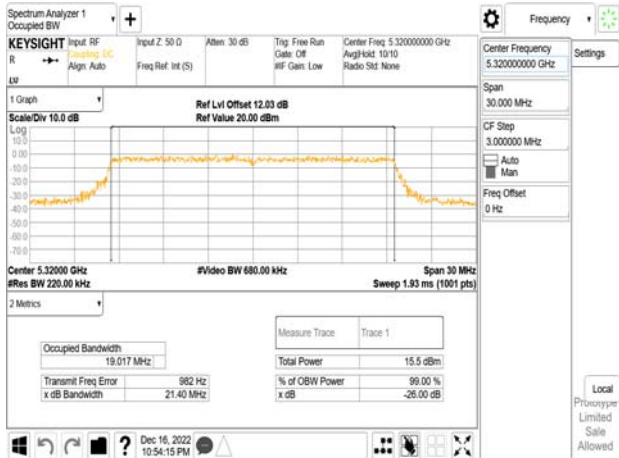 Spectrum Analyzer 1
Occupied BW
Frequency
KEYSIGHT
Input: RF
Coupling: DC
Align: Auto
Input Z: 50 Ω
Freq Ref: Int (S)
Atten: 30 dB
Trig: Free Run
Gate: Off
#IF Gain: Low
Center Freq: 5.320000000 GHz
Avg|Hold: 10/10
Radio Std: None
R
LXI
Center Frequency
5.320000000 GHz
Settings
Span
30.000 MHz
CF Step
3.000000 MHz
Auto
Man
Freq Offset
0 Hz
1 Graph
Scale/Div 10.0 dB
Ref Lvl Offset 12.03 dB
Ref Value 20.00 dBm
Log
10.0
0.00
-10.0
-20.0
-30.0
-40.0
-50.0
-60.0
-70.0
Center 5.32000 GHz
#Res BW 220.00 kHz
#Video BW 680.00 kHz
Span 30 MHz
Sweep 1.93 ms (1001 pts)
2 Metrics
Measure Trace
Trace 1
Occupied Bandwidth
19.017 MHz
Total Power
15.5 dBm
Transmit Freq Error
982 Hz
% of OBW Power
99.00 %
x dB Bandwidth
21.40 MHz
x dB
-26.00 dB
Local
Prototype
Limited
Sale
Allowed
Dec 16, 2022
10:54:15 PM